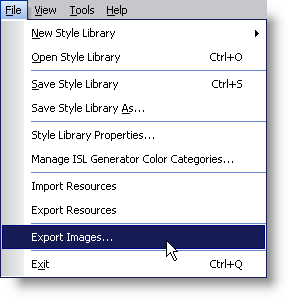 File View Tools Help
New Style Library
Open Style Library Ctrl+O
Save Style Library Ctrl+S
Save Style Library As...
Style Library Properties...
Manage ISL Generator Color Categories...
Import Resources
Export Resources
Export Images...
Exit Ctrl+Q